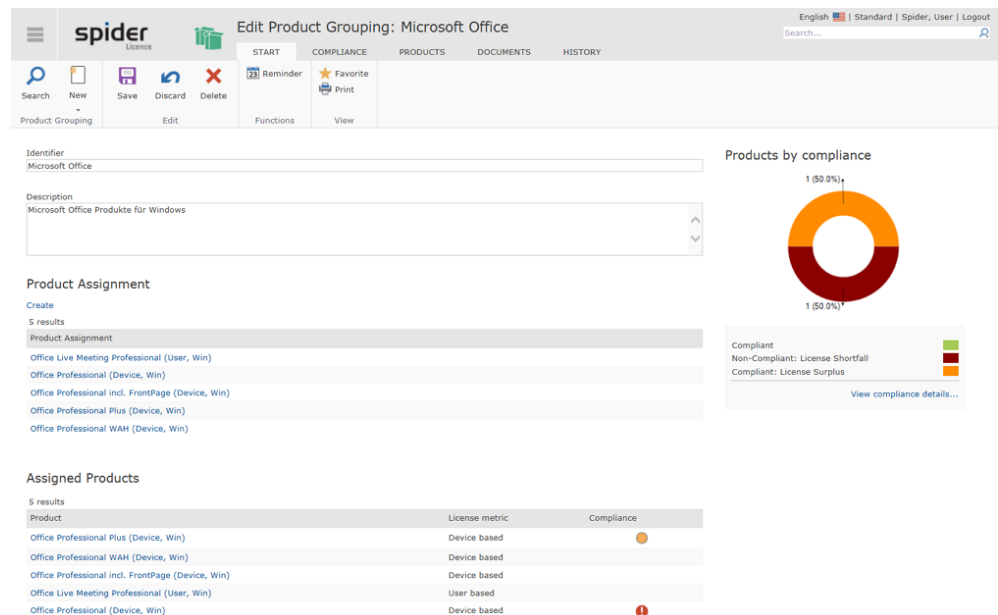 English | Standard | Spider, User | Logout
spider
Licence
Edit Product Grouping: Microsoft Office
Search...
START COMPLIANCE PRODUCTS DOCUMENTS HISTORY
Search New Save Discard Delete
23 Reminder
Favorite
Print
Product Grouping Edit Functions View
Identifier
Microsoft Office
Description
Microsoft Office Produkte für Windows
Product Assignment
Create
5 results
Product Assignment
Office Live Meeting Professional (User, Win)
Office Professional (Device, Win)
Office Professional incl. FrontPage (Device, Win)
Office Professional Plus (Device, Win)
Office Professional WAH (Device, Win)
Products by compliance
1 (50.0%)
1 (50.0%)
Compliant
Non-Compliant: License Shortfall
Compliant: License Surplus
View compliance details...
Assigned Products
5 results
Product License metric Compliance
Office Professional Plus (Device, Win) Device based
Office Professional WAH (Device, Win) Device based
Office Professional incl. FrontPage (Device, Win) Device based
Office Live Meeting Professional (User, Win) User based
Office Professional (Device, Win) Device based